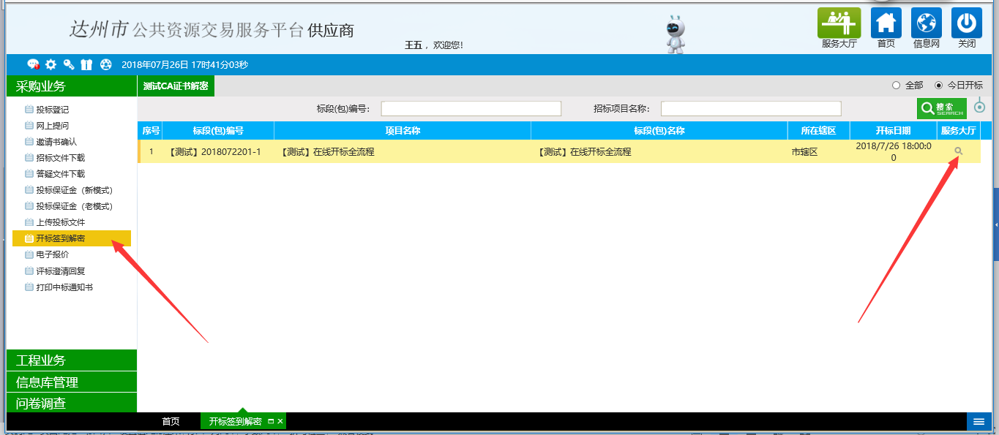 达州市公共资源交易服务平台 供应商
王五，欢迎您!
服务大厅 首页 信息网 关闭
2018年07月26日 17时41分03秒
采购业务
测试CA证书解密
全部 今日开标
标段(包)编号: 招标项目名称: 搜索 SEARCH
序号 标段(包)编号 项目名称 标段(包)名称 所在辖区 开标日期 服务大厅
1 【测试】2018072201-1 【测试】在线开标全流程 【测试】在线开标全流程 市辖区 2018/7/26 18:00:0
0
投标登记
网上提问
邀请书确认
招标文件下载
答疑文件下载
投标保证金（新模式）
投标保证金（老模式）
上传投标文件
开标签到解密
电子报价
评标澄清回复
打印中标通知书
工程业务
信息库管理
问卷调查
首页 开标签到解密